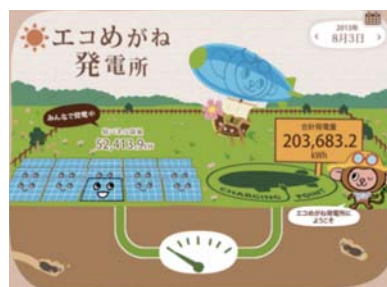 エコめがね
発電所
2013年
8月3日
みんなで発電中
52,413.9kW
合計発電量
203,683.2
kWh
CHARGING POINT
エコめがね発電所に
ようこそ